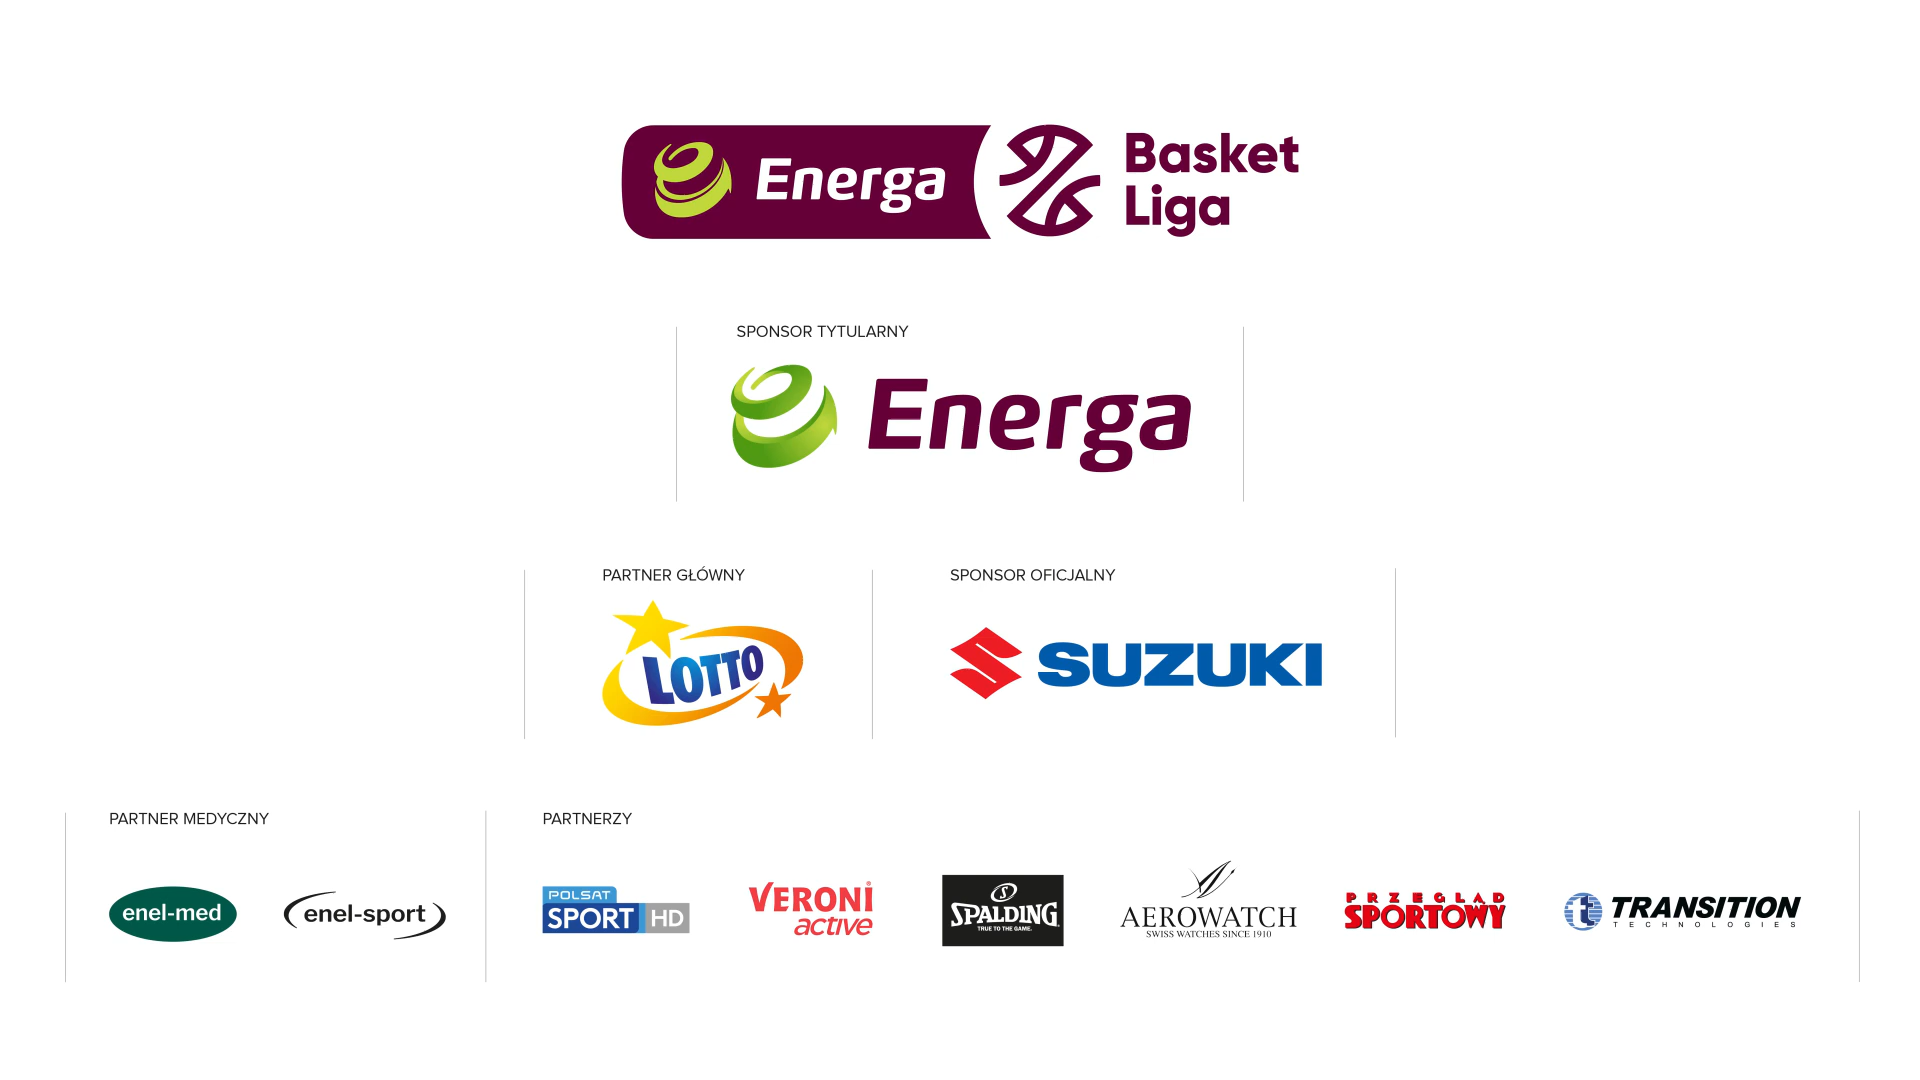 Energa
Basket
Liga
SPONSOR TYTULARNY
Energa
PARTNER GŁÓWNY
LOTTO
SPONSOR OFICJALNY
SUZUKI
PARTNER MEDYCZNY
enel-med
enel-sport
PARTNERZY
POLSAT
SPORT HD
VERONI®
active
SPALDING
TRUE TO THE GAME.
AEROWATCH
SWISS WATCHES SINCE 1910
PRZEGLĄD
SPORTOWY
TRANSITION
TECHNOLOGIES